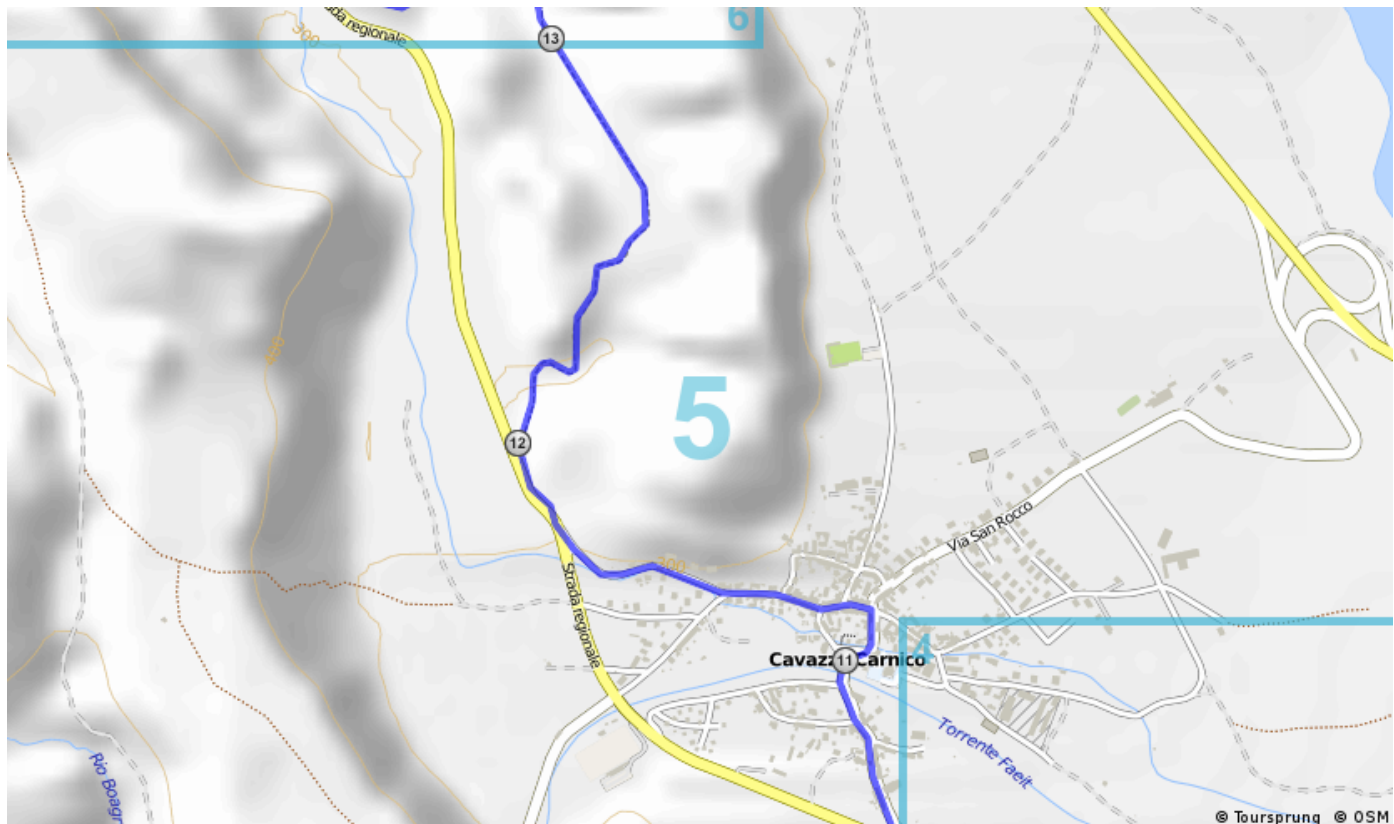 6
Strada regionale
300
13
300
5
12
Via San Rocco
300
Strada regionale
4
Cavazzo Carnico
11
Torrente Faeit
© Toursprung © OSM